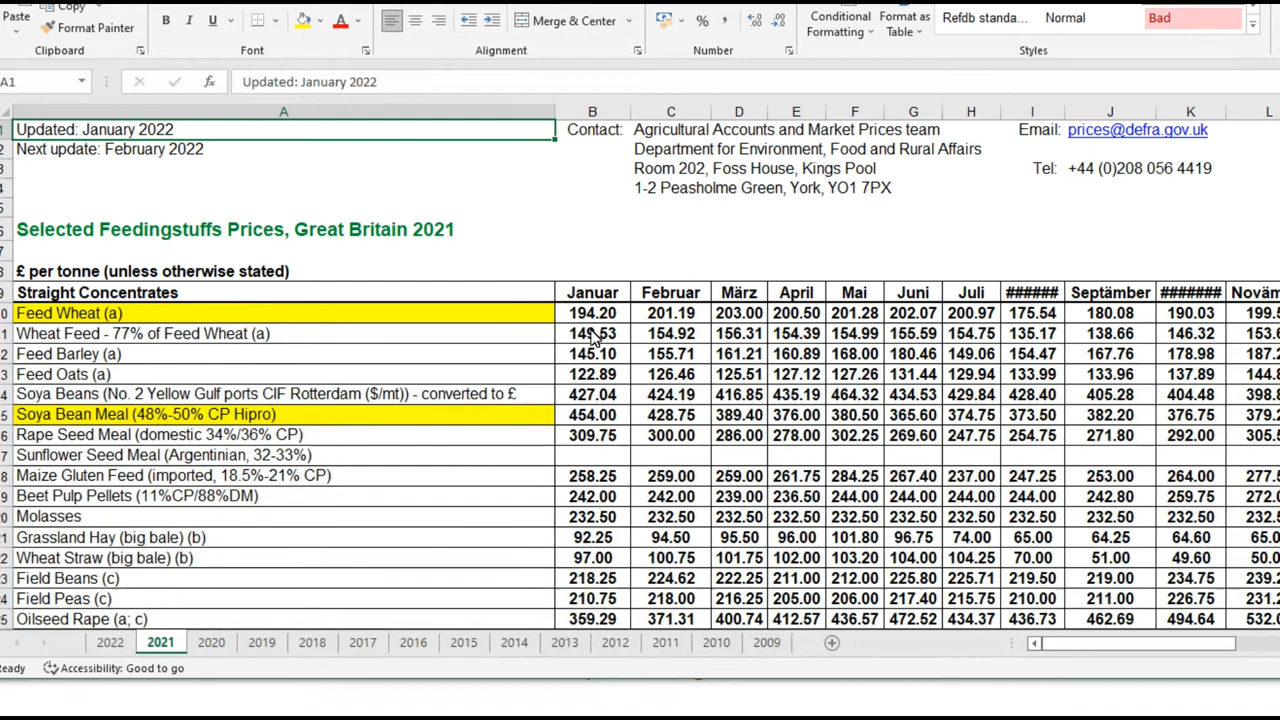 Paste Copy
Format Painter
B I U A Merge & Center % , Conditional Formatting Format as Table Refdb standa... Normal Bad
Clipboard Font Alignment Number Styles
A1 fx Updated: January 2022
A B C D E F G H I J K L
Updated: January 2022 Contact: Agricultural Accounts and Market Prices team Email: prices@defra.gov.uk
2 Next update: February 2022 Department for Environment, Food and Rural Affairs
Room 202, Foss House, Kings Pool Tel: +44 (0)208 056 4419
1-2 Peasholme Green, York, YO1 7PX
Selected Feedingstuffs Prices, Great Britain 2021
£ per tonne (unless otherwise stated)
Straight Concentrates Januar Februar März April Mai Juni Juli ###### Septämber ####### Noväm
Feed Wheat (a) 194.20 201.19 203.00 200.50 201.28 202.07 200.97 175.54 180.08 190.03 199.5
Wheat Feed - 77% of Feed Wheat (a) 149.53 154.92 156.31 154.39 154.99 155.59 154.75 135.17 138.66 146.32 153.6
Feed Barley (a) 145.10 155.71 161.21 160.89 168.00 180.46 149.06 154.47 167.76 178.98 187.2
Feed Oats (a) 122.89 126.46 125.51 127.12 127.26 131.44 129.94 133.99 133.96 137.89 144.8
Soya Beans (No. 2 Yellow Gulf ports CIF Rotterdam ($/mt)) - converted to £ 427.04 424.19 416.85 435.19 464.32 434.53 429.84 428.40 405.28 404.48 398.8
Soya Bean Meal (48%-50% CP Hipro) 454.00 428.75 389.40 376.00 380.50 365.60 374.75 373.50 382.20 376.75 379.2
Rape Seed Meal (domestic 34%/36% CP) 309.75 300.00 286.00 278.00 302.25 269.60 247.75 254.75 271.80 292.00 305.5
Sunflower Seed Meal (Argentinian, 32-33%)
Maize Gluten Feed (imported, 18.5%-21% CP) 258.25 259.00 259.00 261.75 284.25 267.40 237.00 247.25 253.00 264.00 277.5
Beet Pulp Pellets (11%CP/88%DM) 242.00 242.00 239.00 236.50 244.00 244.00 244.00 244.00 242.80 259.75 272.0
Molasses 232.50 232.50 232.50 232.50 232.50 232.50 232.50 232.50 232.50 232.50 232.5
Grassland Hay (big bale) (b) 92.25 94.50 95.50 96.00 101.80 96.75 74.00 65.00 64.25 64.60 65.0
Wheat Straw (big bale) (b) 97.00 100.75 101.75 102.00 103.20 104.00 104.25 70.00 51.00 49.60 50.0
Field Beans (c) 218.25 224.62 222.25 211.00 212.00 225.80 225.71 239.50 219.00 234.75 239.2
Field Peas (c) 210.75 218.00 216.25 205.00 206.00 217.40 215.75 210.00 211.00 226.75 231.2
Oilseed Rape (a; c) 359.29 371.31 400.74 412.57 436.56 472.52 434.37 436.73 462.69 494.64 532.0
2022 2021 2020 2019 2018 2017 2016 2015 2014 2013 2012 2011 2010 2009
eady Accessibility: Good to go